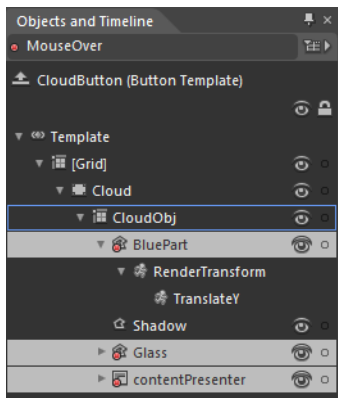 Objects and Timeline
MouseOver
CloudButton (Button Template)
Template
[Grid]
Cloud
CloudObj
BluePart
RenderTransform
TranslateY
Shadow
Glass
contentPresenter